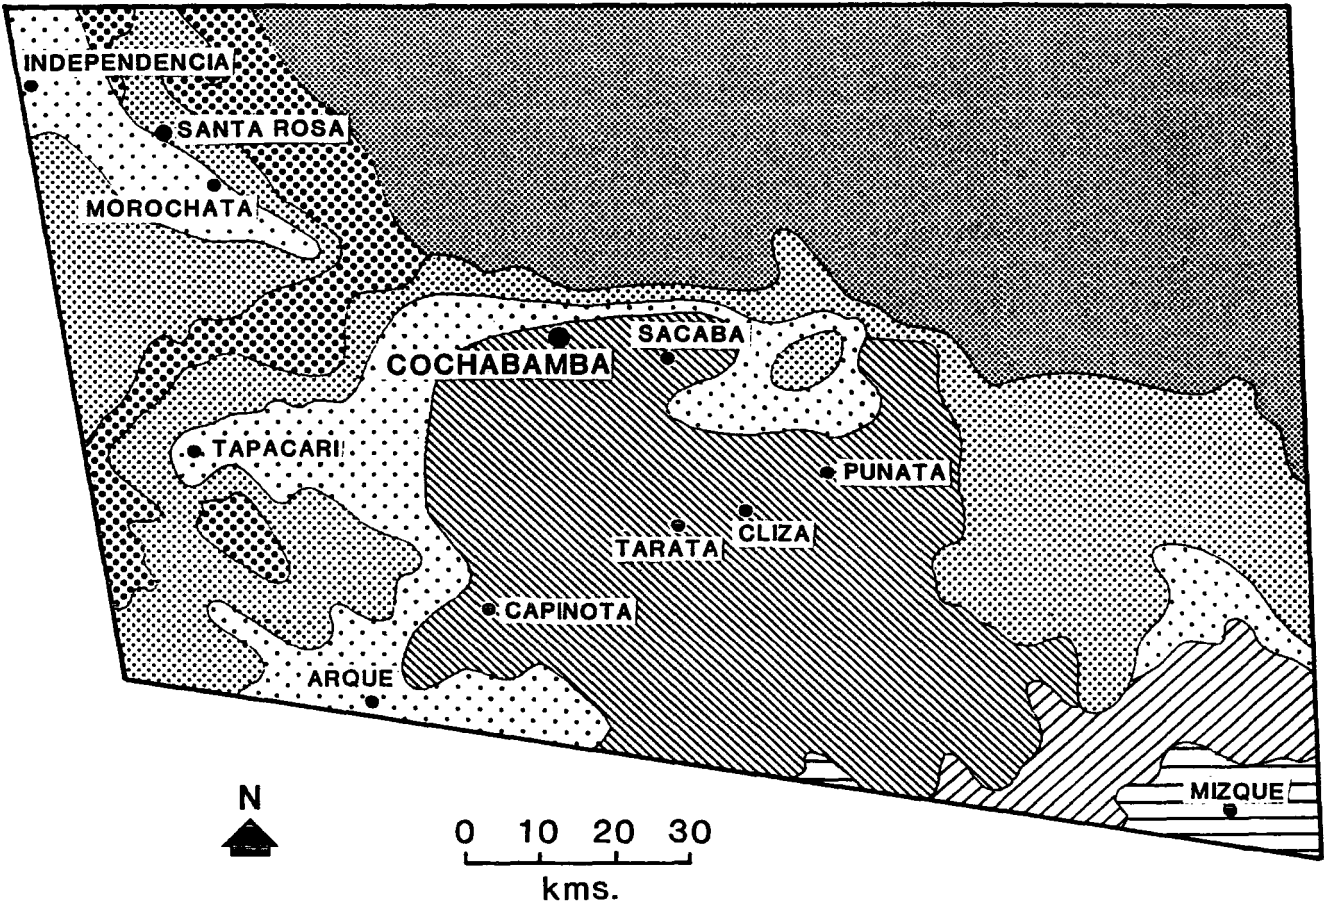 INDEPENDENCIA
SANTA ROSA
MOROCHATA
SACABA
COCHABAMBA
TAPACARI
PUNATA
CLIZA
TARATA
CAPINOTA
ARQUE
MIZQUE
N
0 10 20 30
kms.